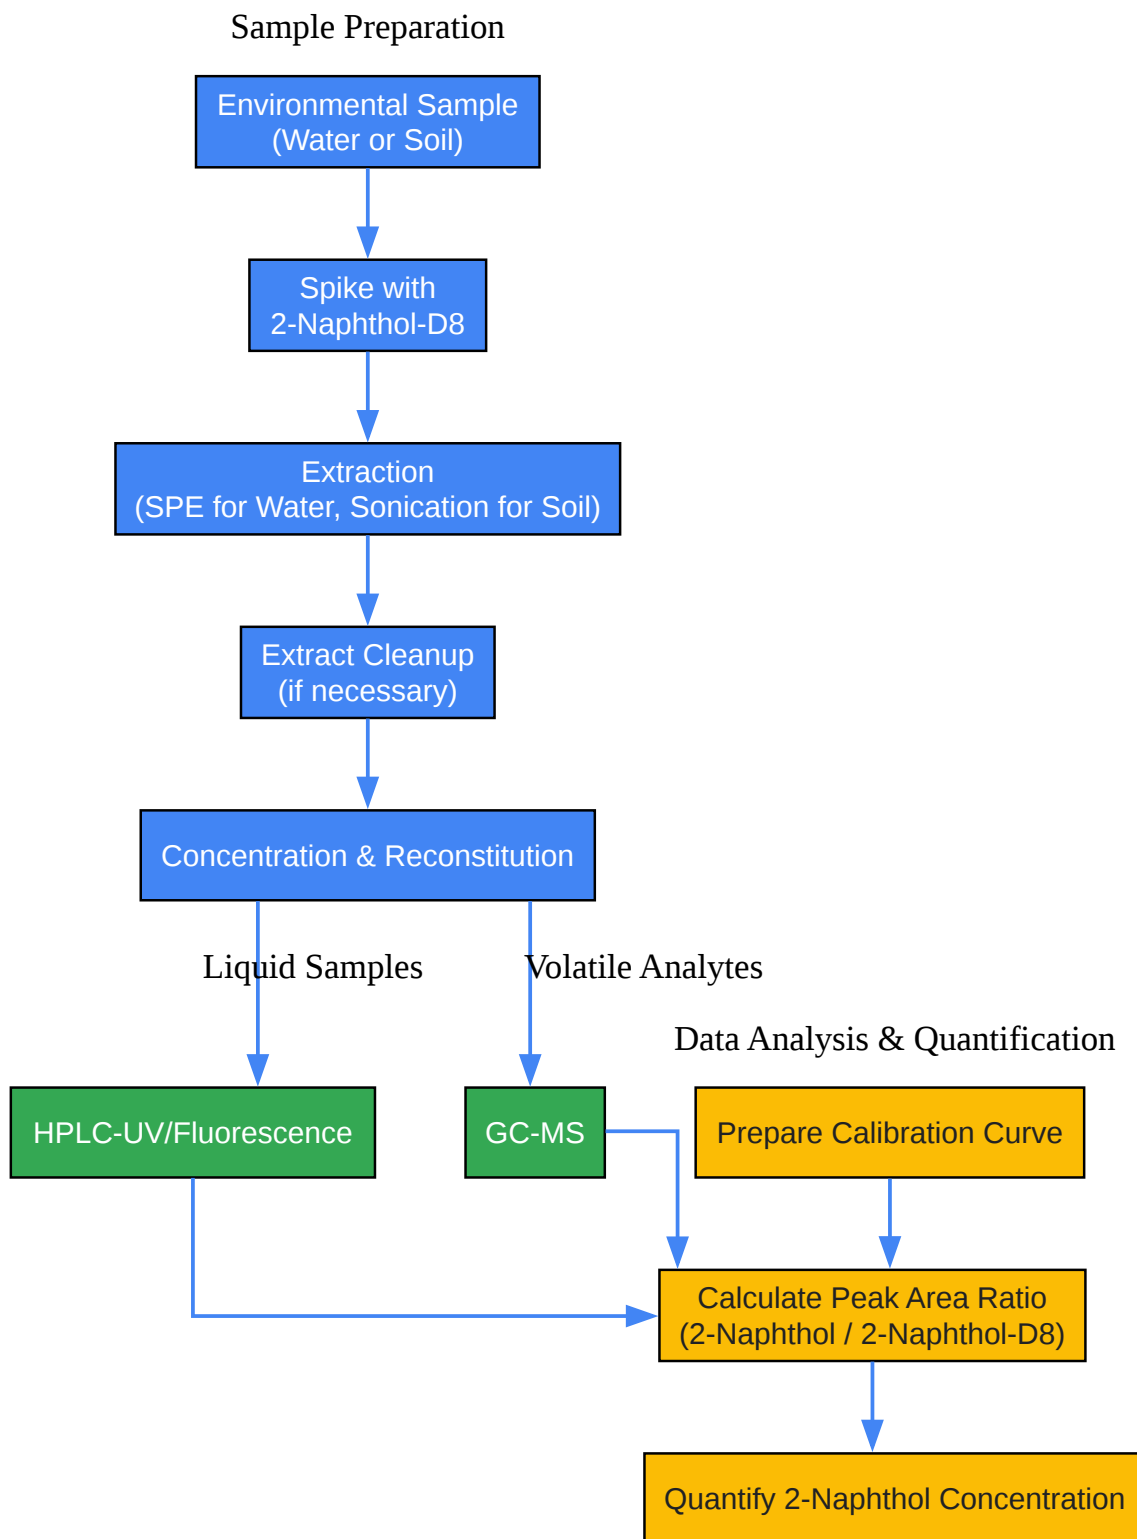 Sample Preparation
Environmental Sample
(Water or Soil)
Spike with
2-Naphthol-D8
Extraction
(SPE for Water, Sonication for Soil)
Extract Cleanup
(if necessary)
Concentration & Reconstitution
Liquid Samples
Volatile Analytes
Data Analysis & Quantification
HPLC-UV/Fluorescence
GC-MS
Prepare Calibration Curve
Calculate Peak Area Ratio
(2-Naphthol / 2-Naphthol-D8)
Quantify 2-Naphthol Concentration